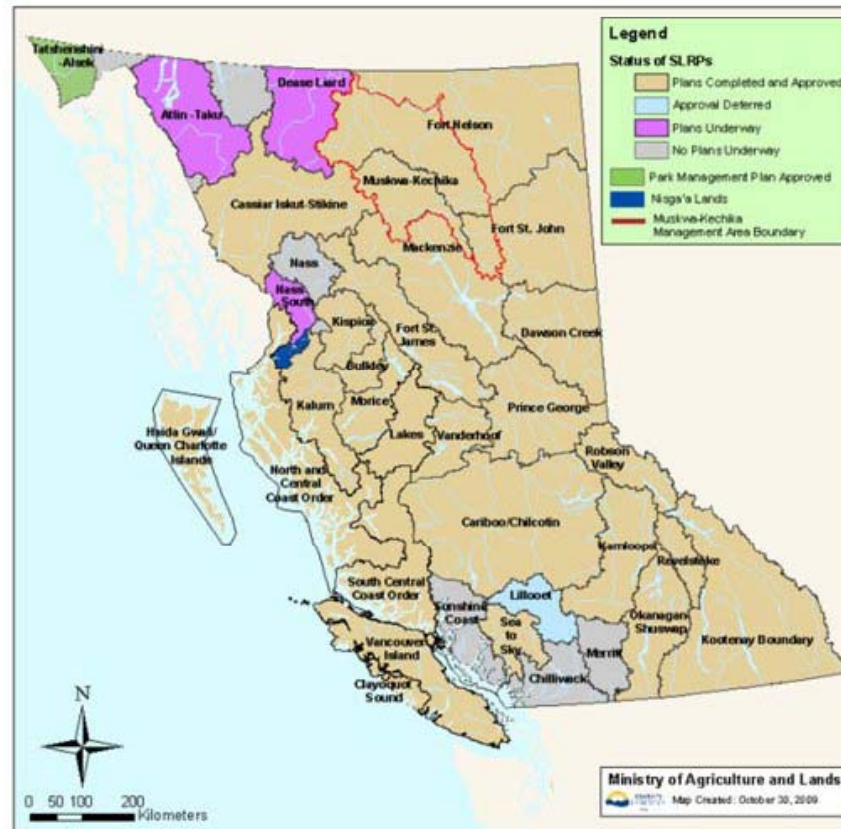 Legend
Status of SLRPs
Plans Completed and Approved
Approval Deferred
Plans Underway
No Plans Underway
Park Management Plan Approved
Nisga'a Lands
Muskwa-Kechika
Management Area Boundary
Tatshenshini
-Alsek
Atlin -Taku
Dease Liard
Fort Nelson
Muskwa-Kechika
Cassiar Iskut-Stikine
Fort St. John
Mackenzie
Nass
Nass
South
Kispiox
Fort St.
James
Dawson Creek
Bulkley
Kalum
Morice
Prince George
Lakes
Vanderhoof
Haida Gwaii/
Queen Charlotte
Islands
Robson
Valley
North and
Central
Coast Order
Cariboo/Chilcotin
Kamloops
Revelstoke
South Central
Coast Order
Sunshine
Coast
Lillooet
Sea
to
Sky
Okanagan-
Shuswap
Kootenay Boundary
Vancouver
Island
Merritt
Chilliwack
Clayoquot
Sound
N
0 50 100 200
Kilometers
Ministry of Agriculture and Lands
Map Created: October 30, 2009